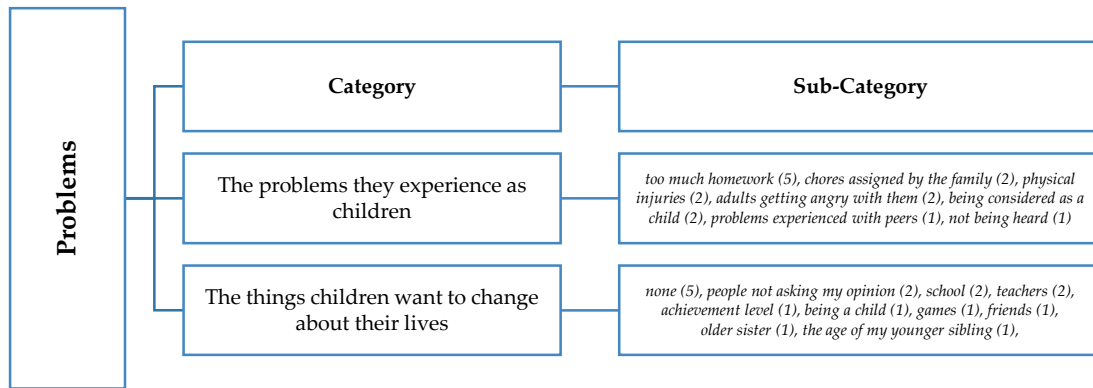 Problems
Category
Sub-Category
The problems they experience as
children
too much homework (5), chores assigned by the family (2), physical
injuries (2), adults getting angry with them (2), being considered as a
child (2), problems experienced with peers (1), not being heard (1)
The things children want to change
about their lives
none (5), people not asking my opinion (2), school (2), teachers (2),
achievement level (1), being a child (1), games (1), friends (1),
older sister (1), the age of my younger sibling (1),